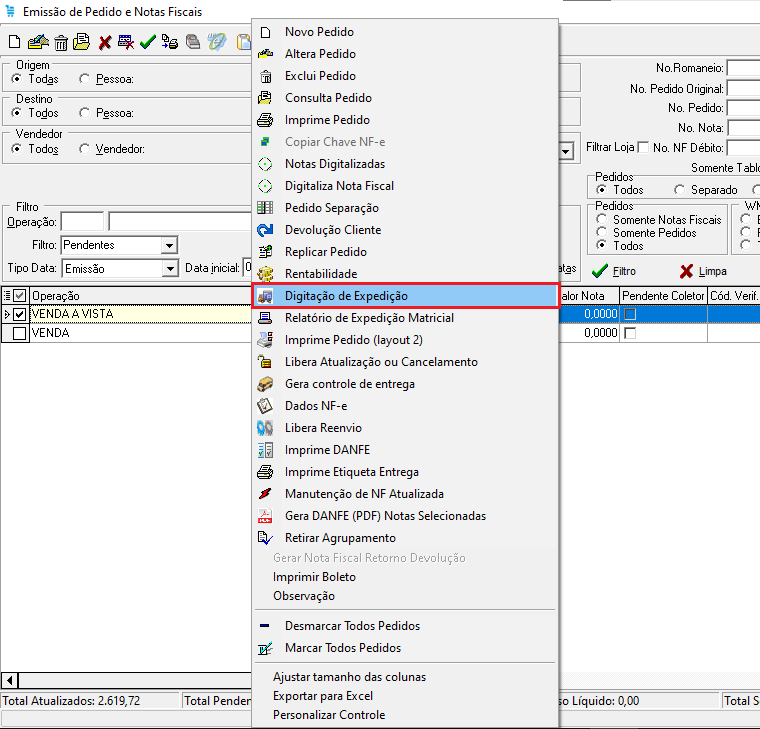 Emissão de Pedido e Notas Fiscais
Origem
Todas
Pessoa:
Destino
Todos
Pessoa:
Vendedor
Todos
Vendedor:
Filtro
Operação:
Filtro: Pendentes
Tipo Data: Emissão
Data inicial:
Operação
VENDA A VISTA
VENDA
Total Atualizados: 2.619,72
Novo Pedido
Altera Pedido
Exclui Pedido
Consulta Pedido
Imprime Pedido
Copiar Chave NF-e
Notas Digitalizadas
Digitaliza Nota Fiscal
Pedido Separação
Devolução Cliente
Replicar Pedido
Rentabilidade
Digitação de Expedição
Relatório de Expedição Matricial
Imprime Pedido (layout 2)
Libera Atualização ou Cancelamento
Gera controle de entrega
Dados NF-e
Libera Reenvio
Imprime DANFE
Imprime Etiqueta Entrega
Manutenção de NF Atualizada
Gera DANFE (PDF) Notas Selecionadas
Retirar Agrupamento
Gerar Nota Fiscal Retorno Devolução
Imprimir Boleto
Observação
Desmarcar Todos Pedidos
Marcar Todos Pedidos
Ajustar tamanho das colunas
Exportar para Excel
Personalizar Controle
No.Romaneio:
No. Pedido Original:
No. Pedido:
No. Nota:
Filtrar Loja
No. NF Débito:
Somente Tabl
Pedidos
Todos
Separado
Pedidos
Somente Notas Fiscais
Somente Pedidos
Todos
Filtro
Limpa
alor Nota
Pendente Coletor
Cód. Verif.
0,0000
0,0000
Total Penden
so Líquido: 0,00
Total S